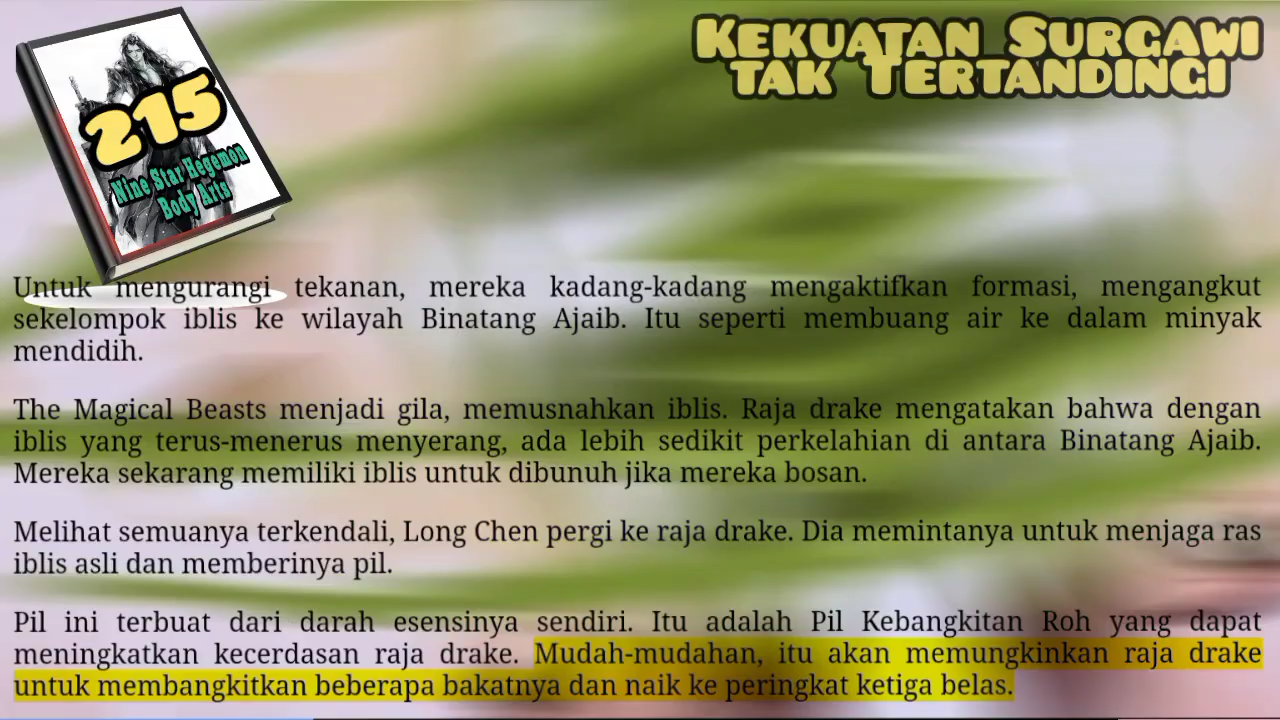 Kekuatan Surgawi
tak Tertandingi
215
Nine Star Hegemon
Body Arts
Untuk mengurangi tekanan, mereka kadang-kadang mengaktifkan formasi, mengangkut
sekelompok iblis ke wilayah Binatang Ajaib. Itu seperti membuang air ke dalam minyak
mendidih.
The Magical Beasts menjadi gila, memusnahkan iblis. Raja drake mengatakan bahwa dengan
iblis yang terus-menerus menyerang, ada lebih sedikit perkelahian di antara Binatang Ajaib.
Mereka sekarang memiliki iblis untuk dibunuh jika mereka bosan.
Melihat semuanya terkendali, Long Chen pergi ke raja drake. Dia memintanya untuk menjaga ras
iblis asli dan memberinya pil.
Pil ini terbuat dari darah esensinya sendiri. Itu adalah Pil Kebangkitan Roh yang dapat
meningkatkan kecerdasan raja drake. Mudah-mudahan, itu akan memungkinkan raja drake
untuk membangkitkan beberapa bakatnya dan naik ke peringkat ketiga belas.